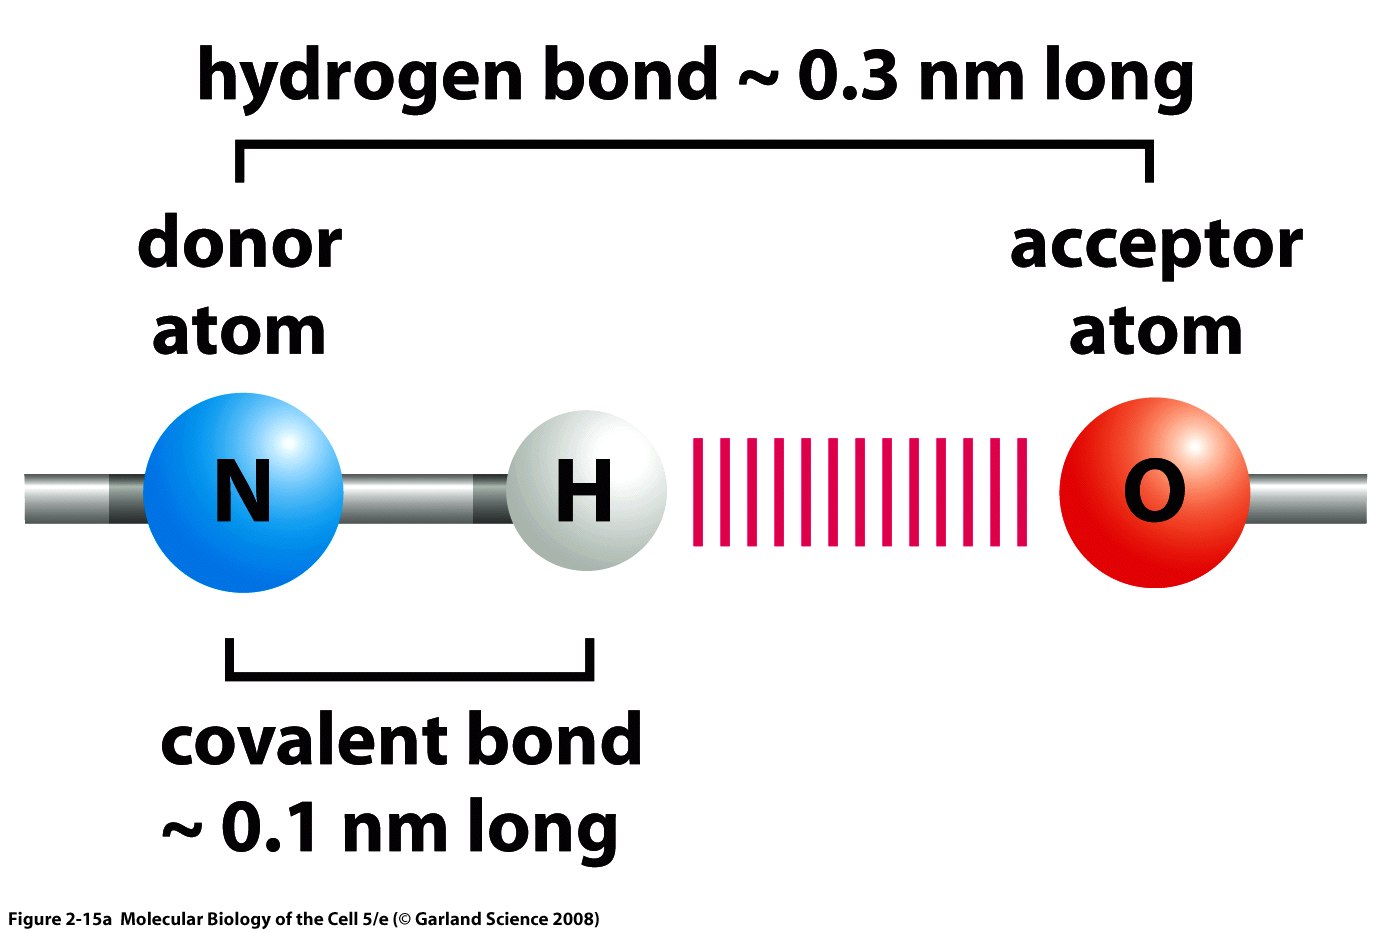 hydrogen bond ~ 0.3 nm long
donor
atom
acceptor
atom
N
H
O
covalent bond
~ 0.1 nm long
Figure 2-15a  Molecular Biology of the Cell 5/e (© Garland Science 2008)